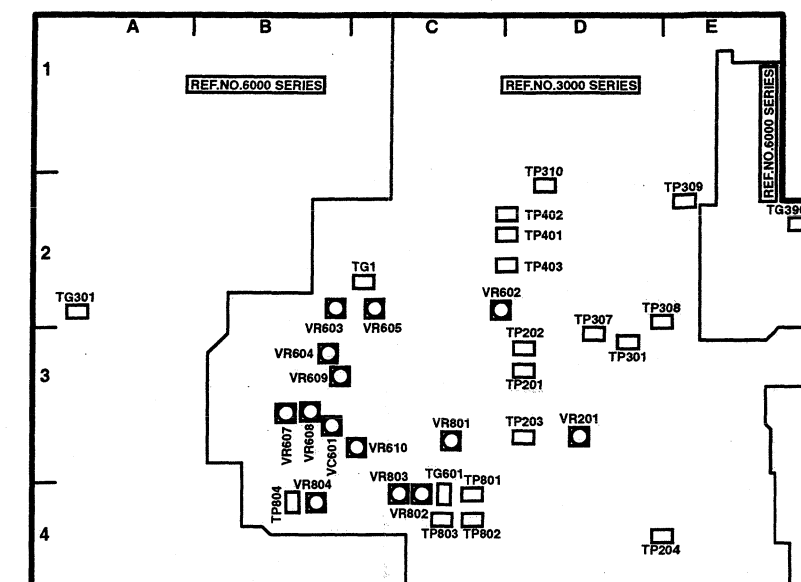 A B C D E
1
REF.NO.6000 SERIES
REF.NO.3000 SERIES
REF.NO.6000 SERIES
TP310
TP309
TP402
TG390
TP401
2
TP403
TG1
TG301
VR602
TP308
TP307
VR603
VR605
TP202
VR604
TP301
3
VR609
TP201
VR801
TP203
VR201
VR607
VR608
VC601
VR610
VR803
TG601
TP801
VR804
TP804
VR802
4
TP803
TP802
TP204